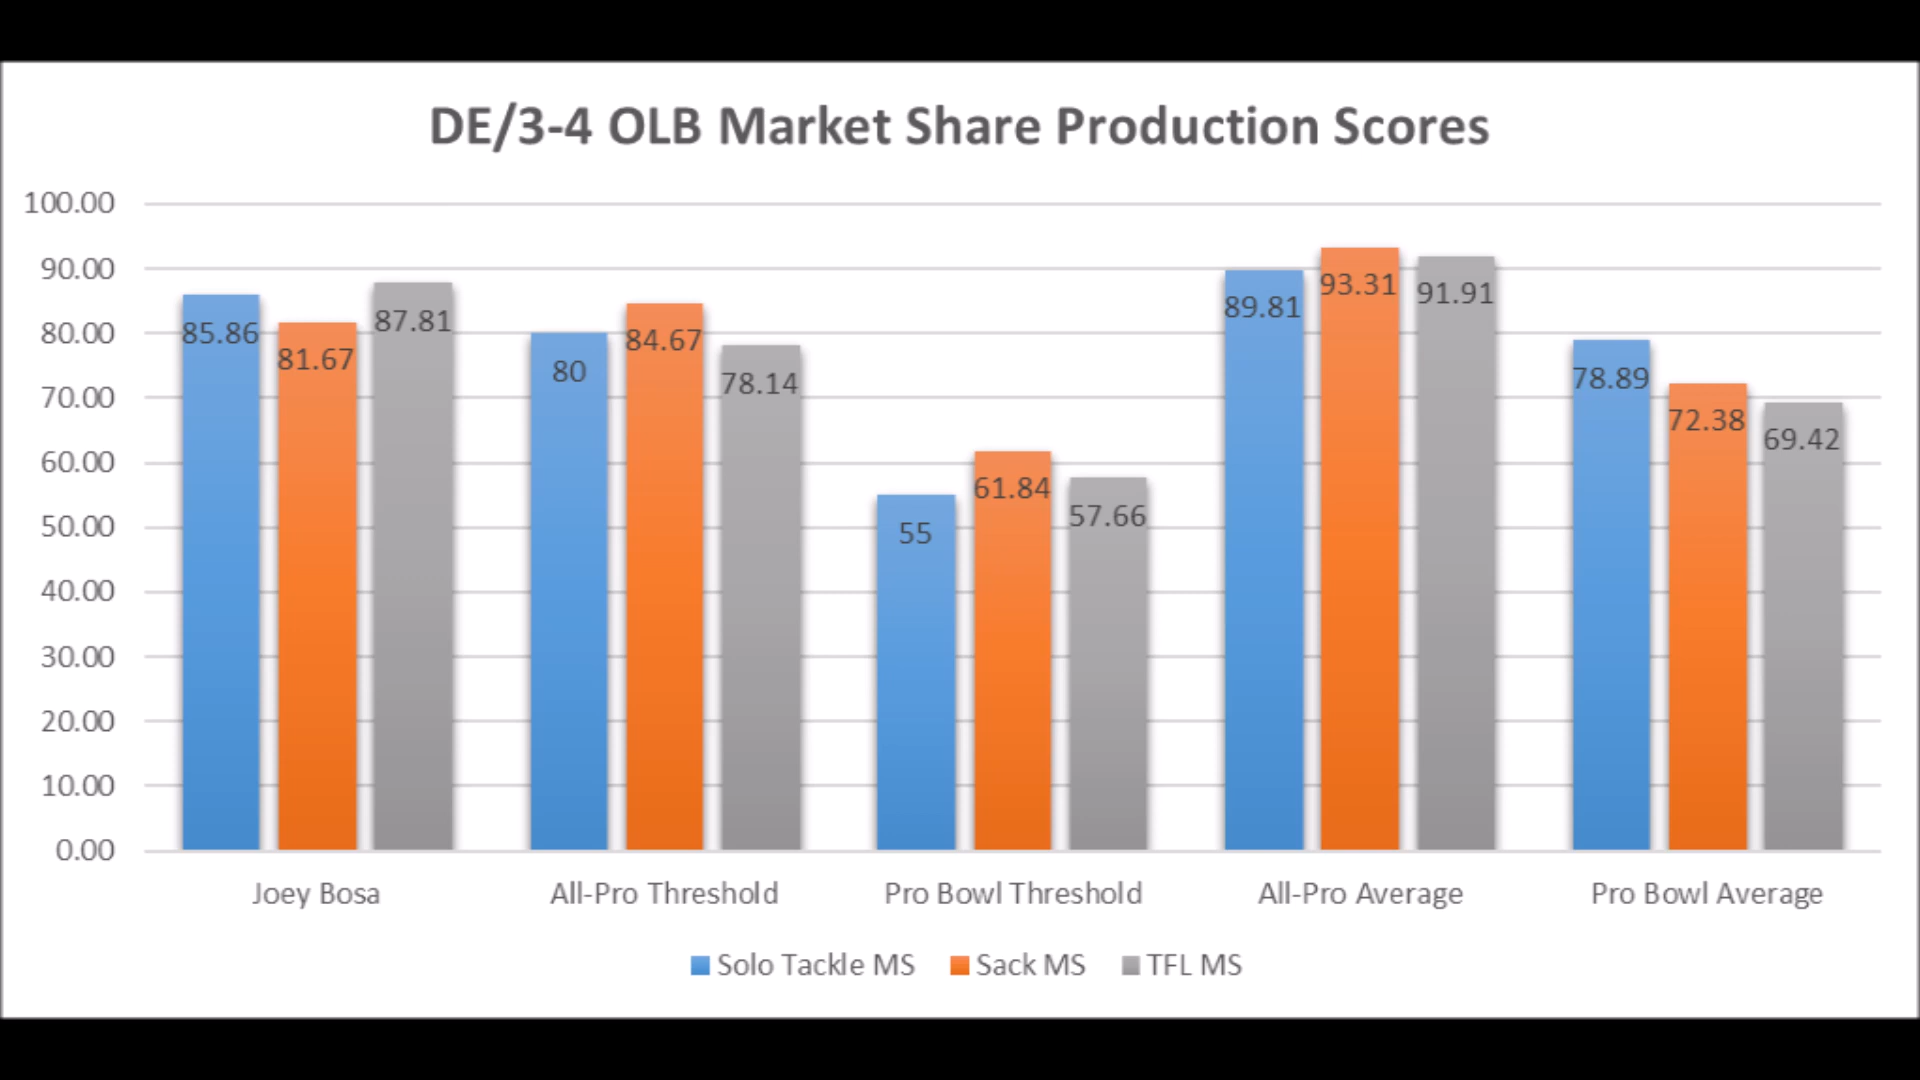 DE/3-4 OLB Market Share Production Scores
100.00
90.00
80.00
70.00
60.00
50.00
40.00
30.00
20.00
10.00
0.00
85.86
81.67
87.81
80
84.67
78.14
55
61.84
57.66
89.81
93.31
91.91
78.89
72.38
69.42
Joey Bosa
All-Pro Threshold
Pro Bowl Threshold
All-Pro Average
Pro Bowl Average
Solo Tackle MS
Sack MS
TFL MS